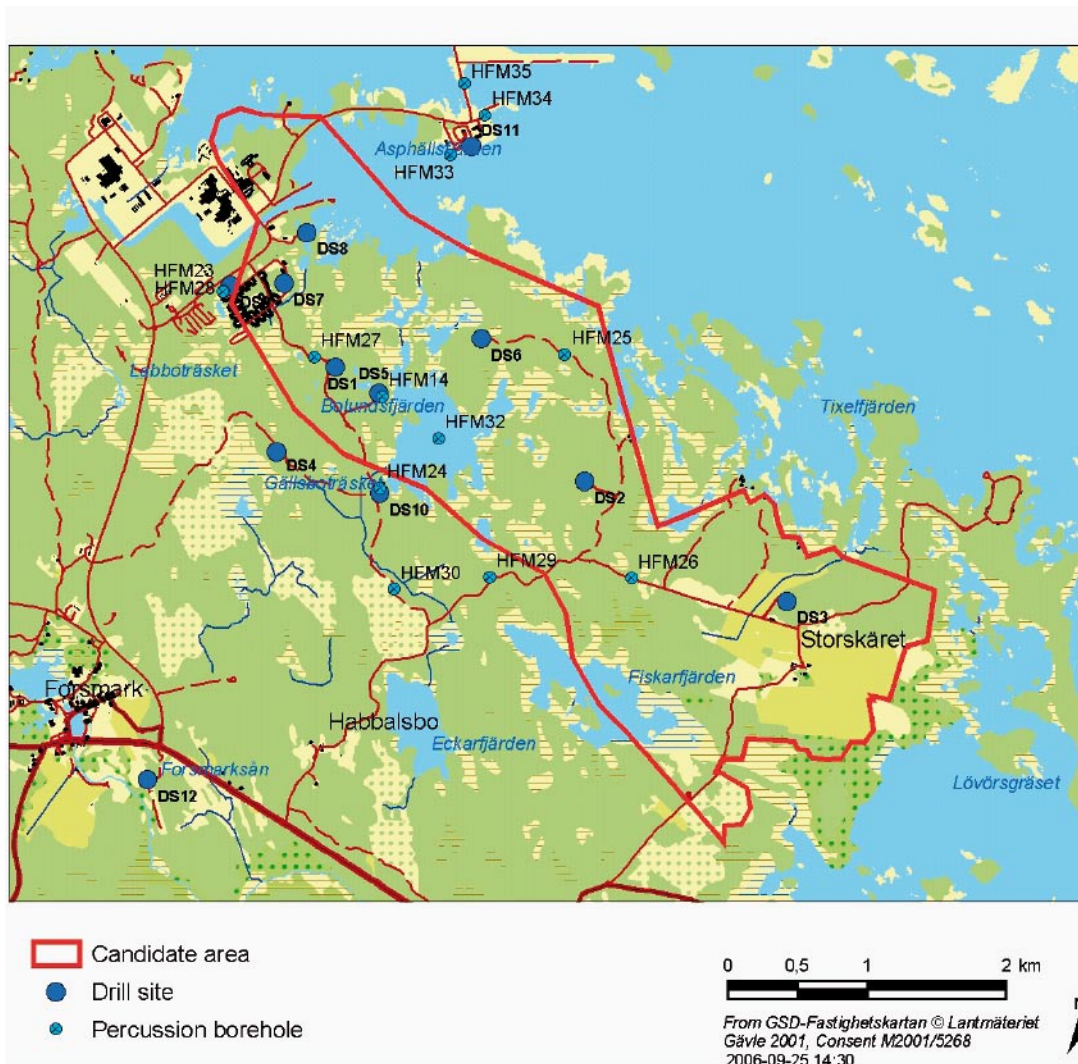 HFM35
HFM34
DS11
Asphällsfjärden
HFM33
DS8
HFM23
HFM28
DS7
HFM27
HFM25
DS6
DS5
DS1
HFM14
Labboträsket
Bolundsfjärden
Tixelfjärden
HFM32
DS4
HFM24
Gällsboträsket
DS2
DS10
HFM29
HFM26
HFM30
DS3
Storskäret
Fiskarfjärden
Forsmark
Habbalsbo
Eckarfjärden
Forsmarksån
Lövörsgräset
DS12
Candidate area
Drill site
Percussion borehole
0 0,5 1 2 km
From GSD-Fastighetskartan © Lantmäteriet
Gävle 2001, Consent M2001/5268
2006-09-25 14:30